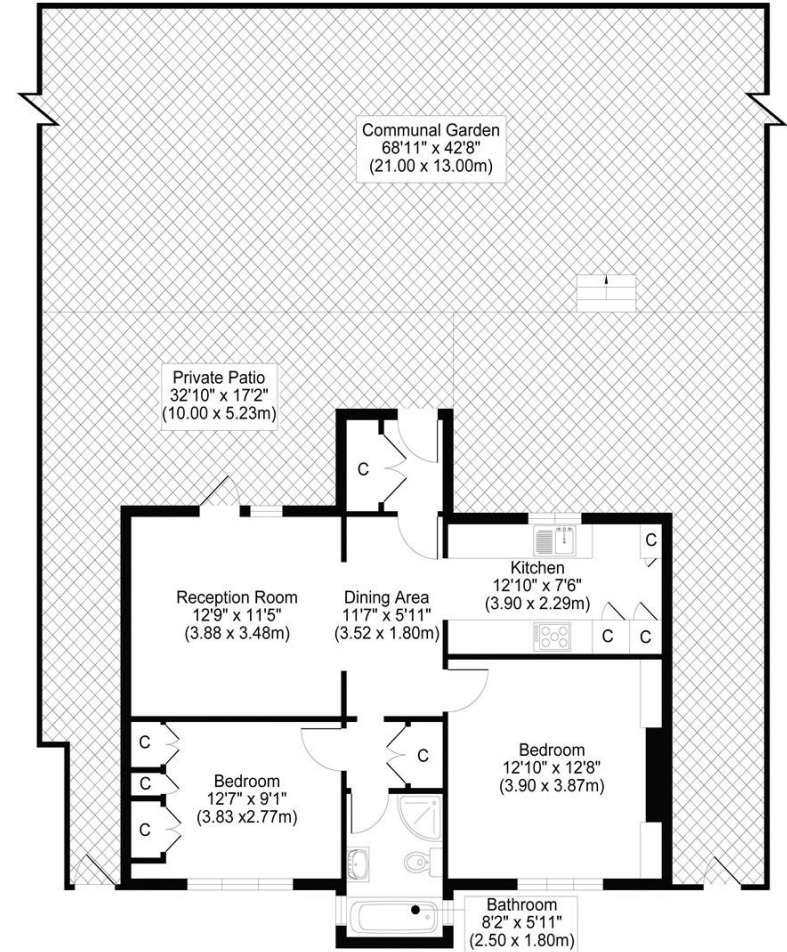 Communal Garden
68'11" x 42'8"
(21.00 x 13.00m)
Private Patio
32'10" x 17'2"
(10.00 x 5.23m)
C
Reception Room
12'9" x 11'5"
(3.88 x 3.48m)
Dining Area
11'7" x 5'11"
(3.52 x 1.80m)
Kitchen
12'10" x 7'6"
(3.90 x 2.29m)
C
C
C
C
C
C
Bedroom
12'7" x 9'1"
(3.83 x2.77m)
C
Bedroom
12'10" x 12'8"
(3.90 x 3.87m)
Bathroom
8'2" x 5'11"
(2.50 x 1.80m)